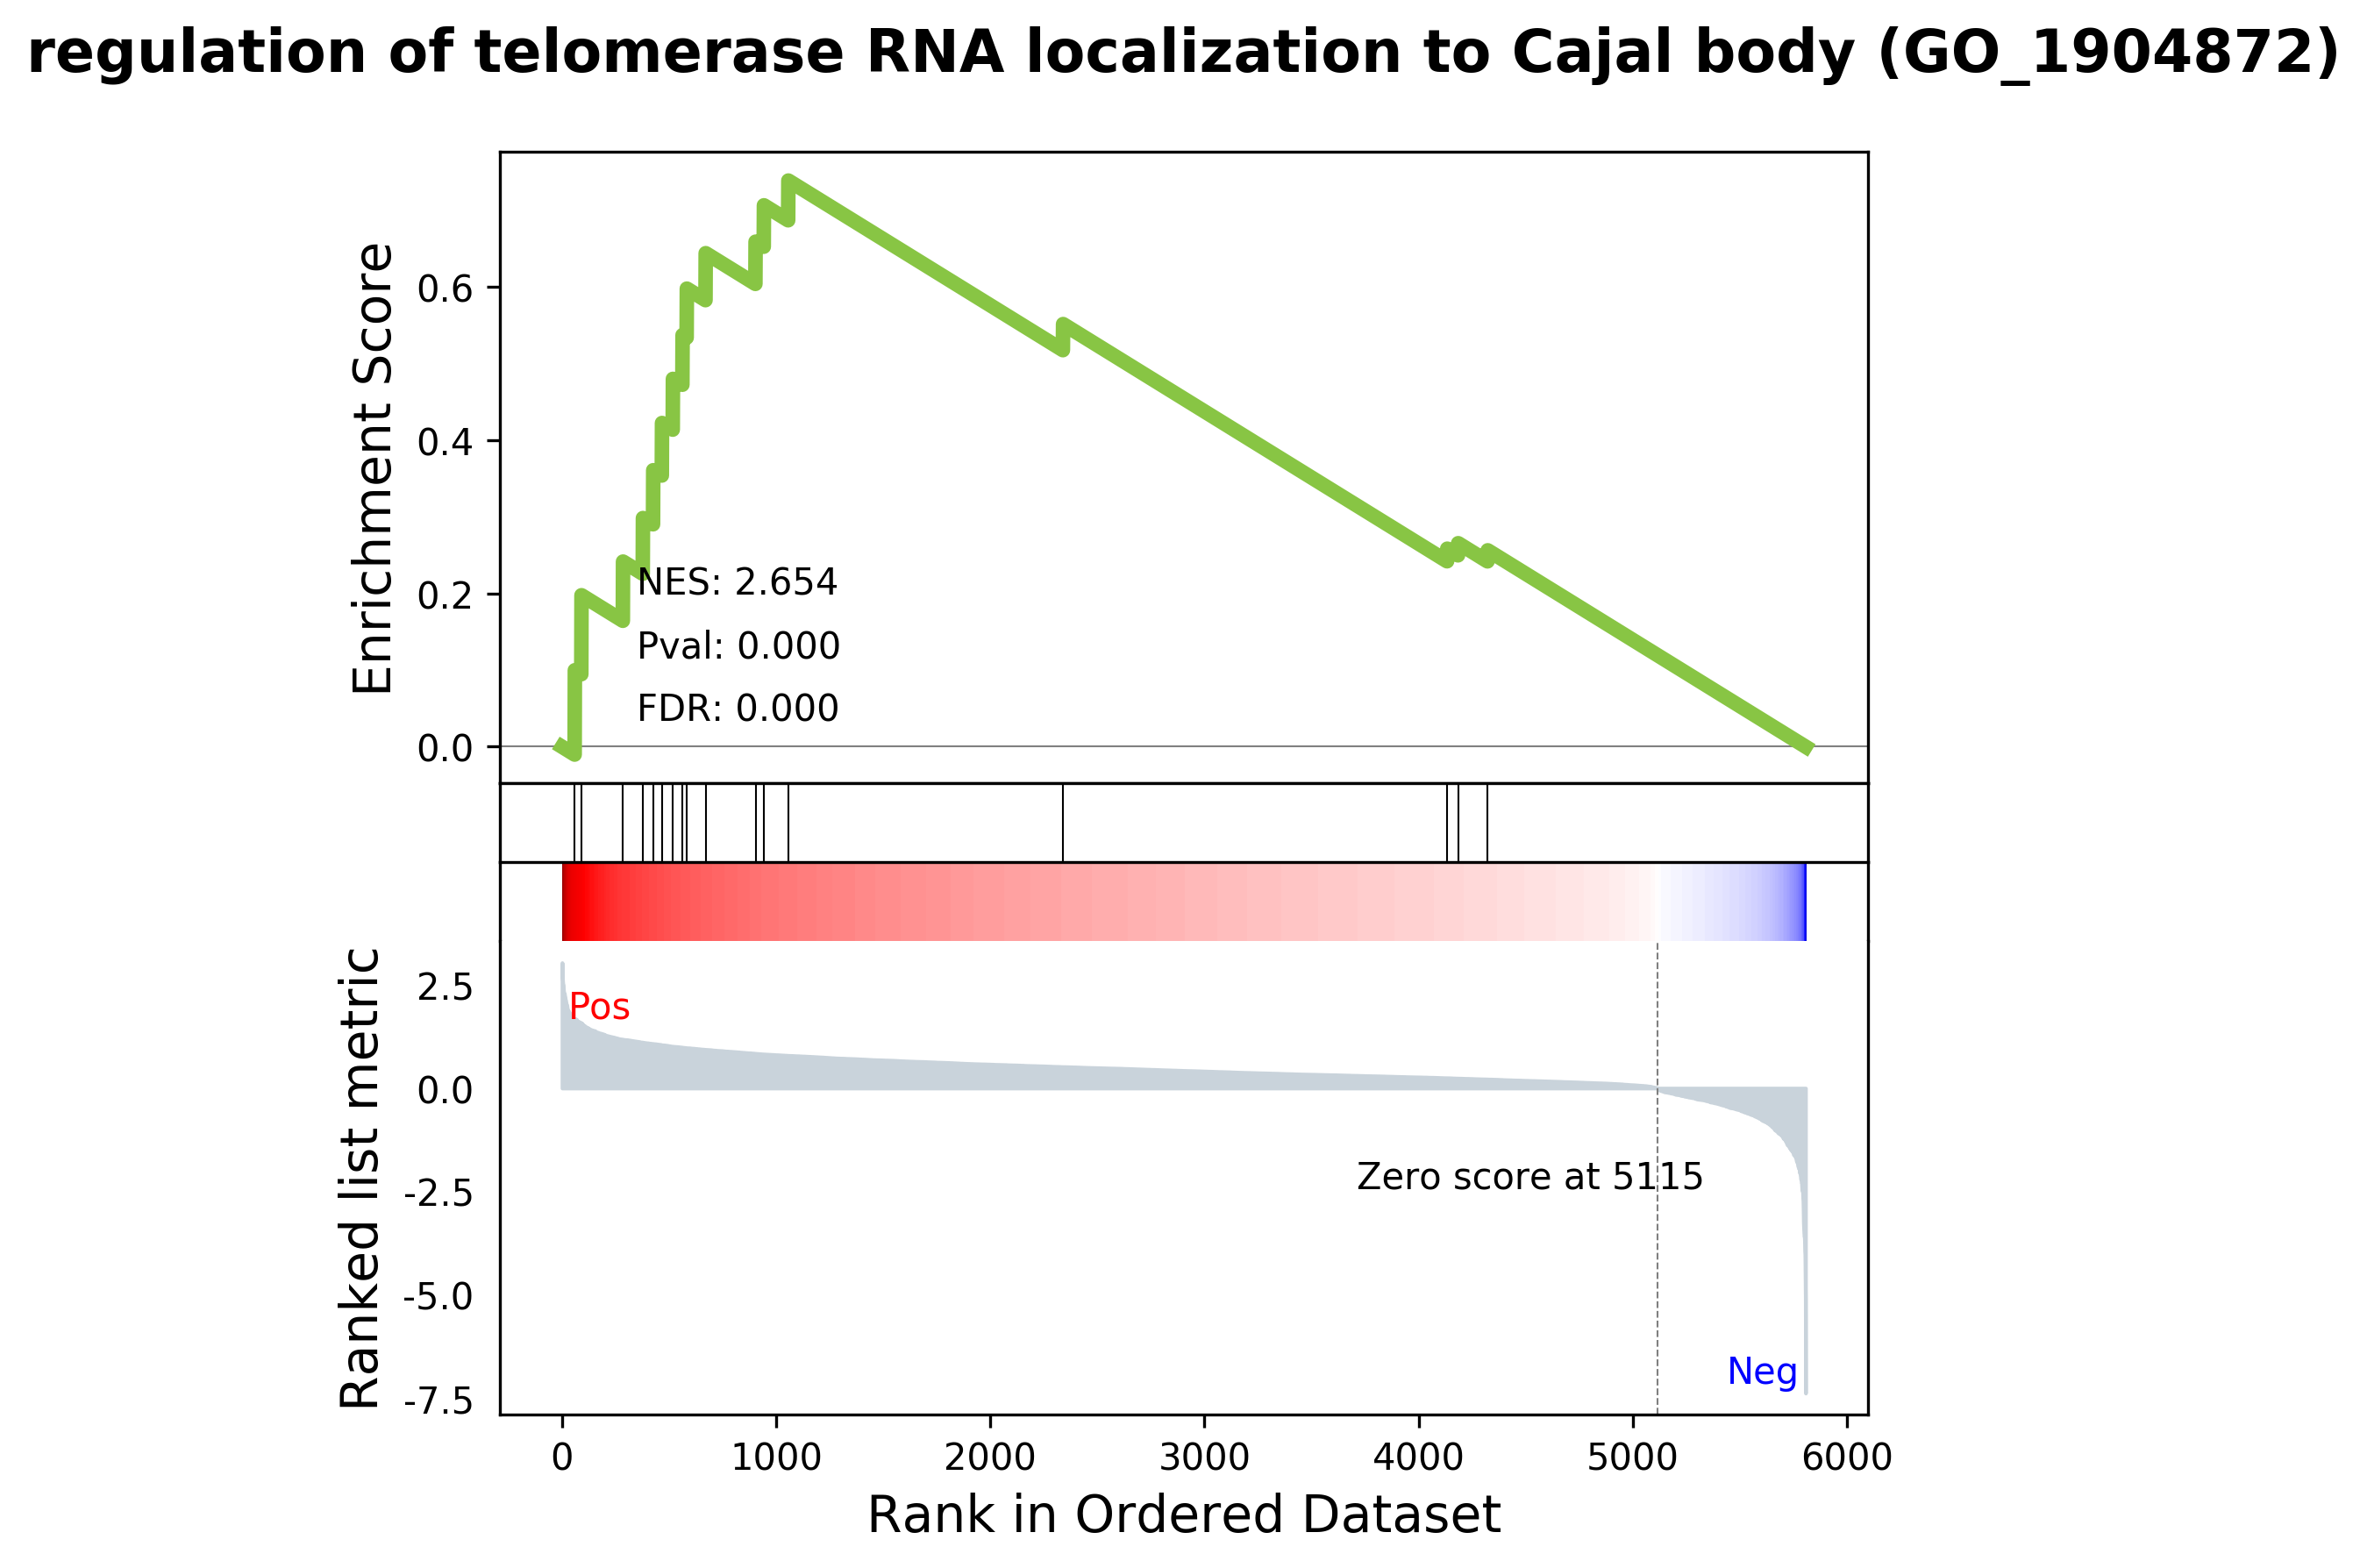 regulation of telomerase RNA localization to Cajal body (GO_1904872)
Enrichment Score
0.6
0.4
0.2
0.0
NES: 2.654
Pval: 0.000
FDR: 0.000
Ranked list metric
2.5
0.0
-2.5
-5.0
-7.5
Pos
Zero score at 5115
Neg
0 1000 2000 3000 4000 5000 6000
Rank in Ordered Dataset